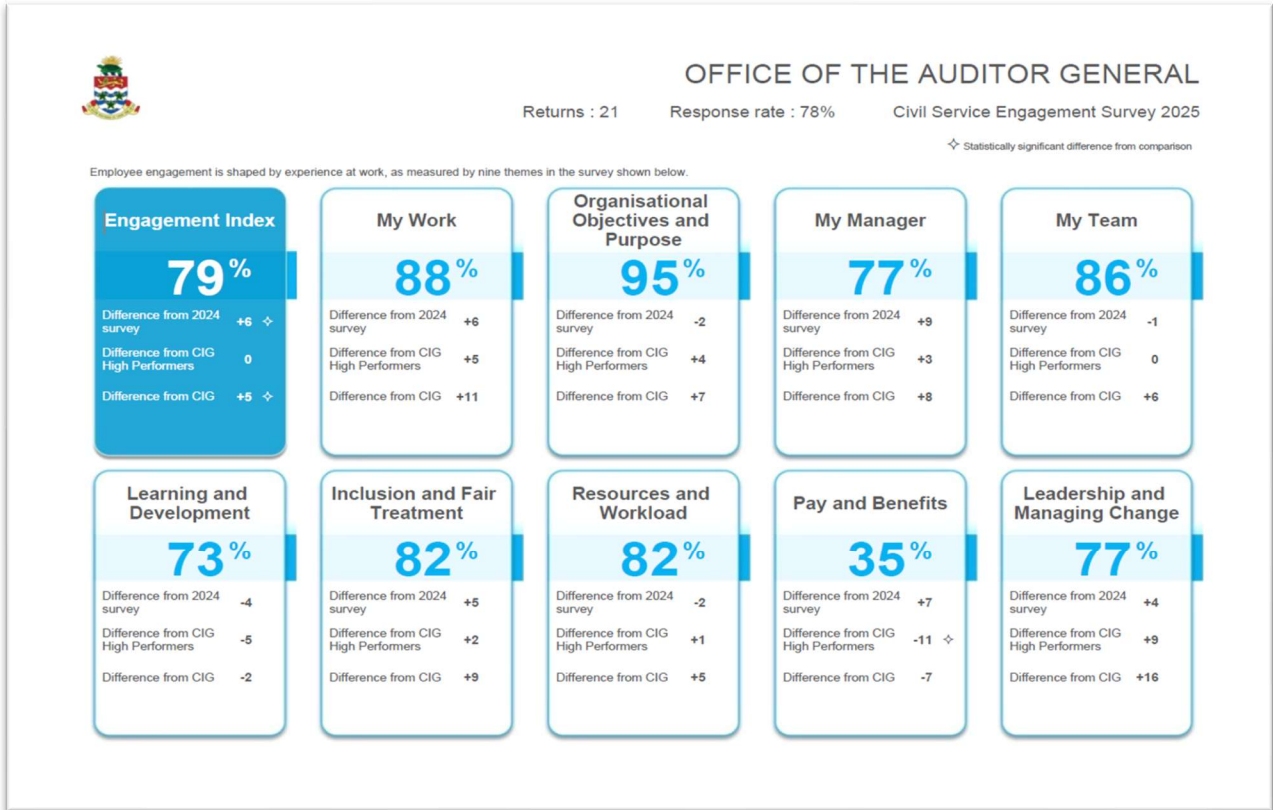 OFFICE OF THE AUDITOR GENERAL
Returns : 21 Response rate : 78% Civil Service Engagement Survey 2025
✧ Statistically significant difference from comparison
Employee engagement is shaped by experience at work, as measured by nine themes in the survey shown below.
Engagement Index
79%
Difference from 2024
survey +6 ✧
Difference from CIG
High Performers 0
Difference from CIG +5 ✧
My Work
88%
Difference from 2024
survey +6
Difference from CIG
High Performers +5
Difference from CIG +11
Organisational
Objectives and
Purpose
95%
Difference from 2024
survey -2
Difference from CIG
High Performers +4
Difference from CIG +7
My Manager
77%
Difference from 2024
survey +9
Difference from CIG
High Performers +3
Difference from CIG +8
My Team
86%
Difference from 2024
survey -1
Difference from CIG
High Performers 0
Difference from CIG +6
Learning and
Development
73%
Difference from 2024
survey -4
Difference from CIG
High Performers -5
Difference from CIG -2
Inclusion and Fair
Treatment
82%
Difference from 2024
survey +5
Difference from CIG
High Performers +2
Difference from CIG +9
Resources and
Workload
82%
Difference from 2024
survey -2
Difference from CIG
High Performers +1
Difference from CIG +5
Pay and Benefits
35%
Difference from 2024
survey +7
Difference from CIG
High Performers -11 ✧
Difference from CIG -7
Leadership and
Managing Change
77%
Difference from 2024
survey +4
Difference from CIG
High Performers +9
Difference from CIG +16